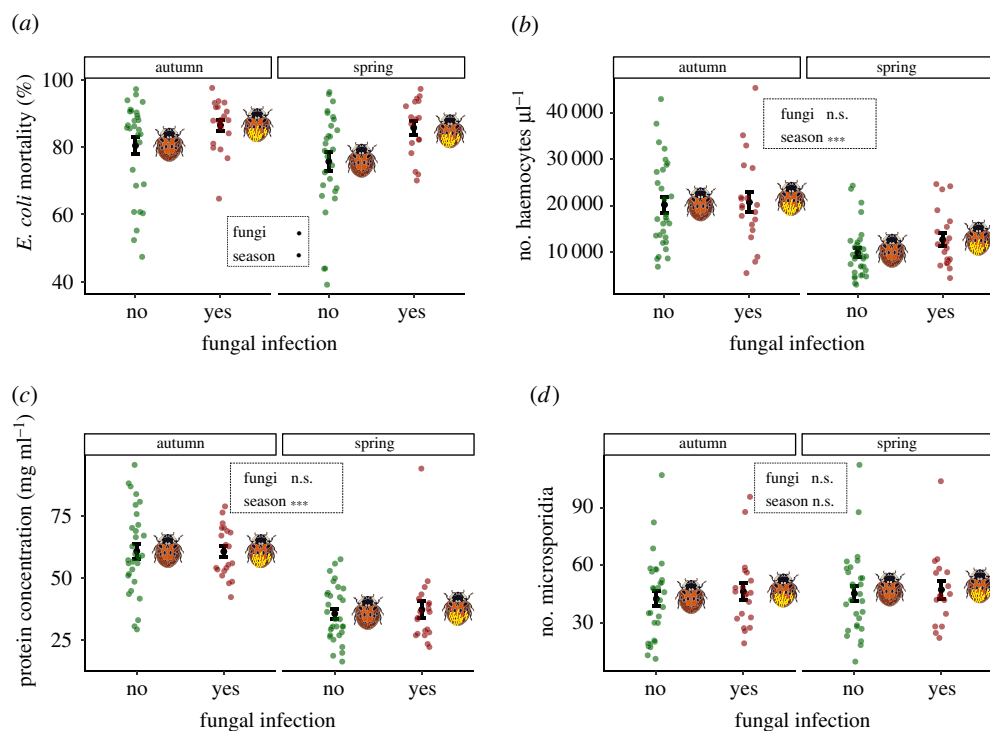 (a)
autumn spring
E. coli mortality (%)
100
80
60
40
fungi •
season •
no yes no yes
fungal infection
(b)
autumn spring
no. haemocytes µl⁻¹
40 000
30 000
20 000
10 000
fungi n.s.
season ***
no yes no yes
fungal infection
(c)
autumn spring
protein concentration (mg ml⁻¹)
75
50
25
fungi n.s.
season ***
no yes no yes
fungal infection
(d)
autumn spring
no. microsporidia
90
60
30
fungi n.s.
season n.s.
no yes no yes
fungal infection